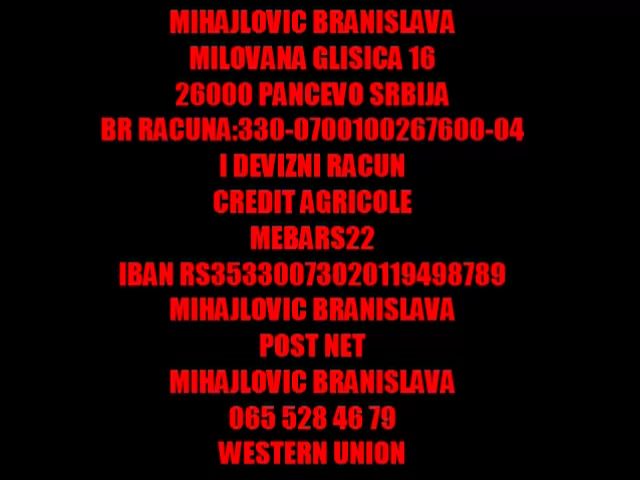 MIHAJLOVIC BRANISLAVA
MILOVANA GLISICA 16
26000 PANCEVO SRBIJA
BR RACUNA:330-0700100267600-04
I DEVIZNI RACUN
CREDIT AGRICOLE
MEBARS22
IBAN RS35330073020119498789
MIHAJLOVIC BRANISLAVA
POST NET
MIHAJLOVIC BRANISLAVA
065 528 46 79
WESTERN UNION